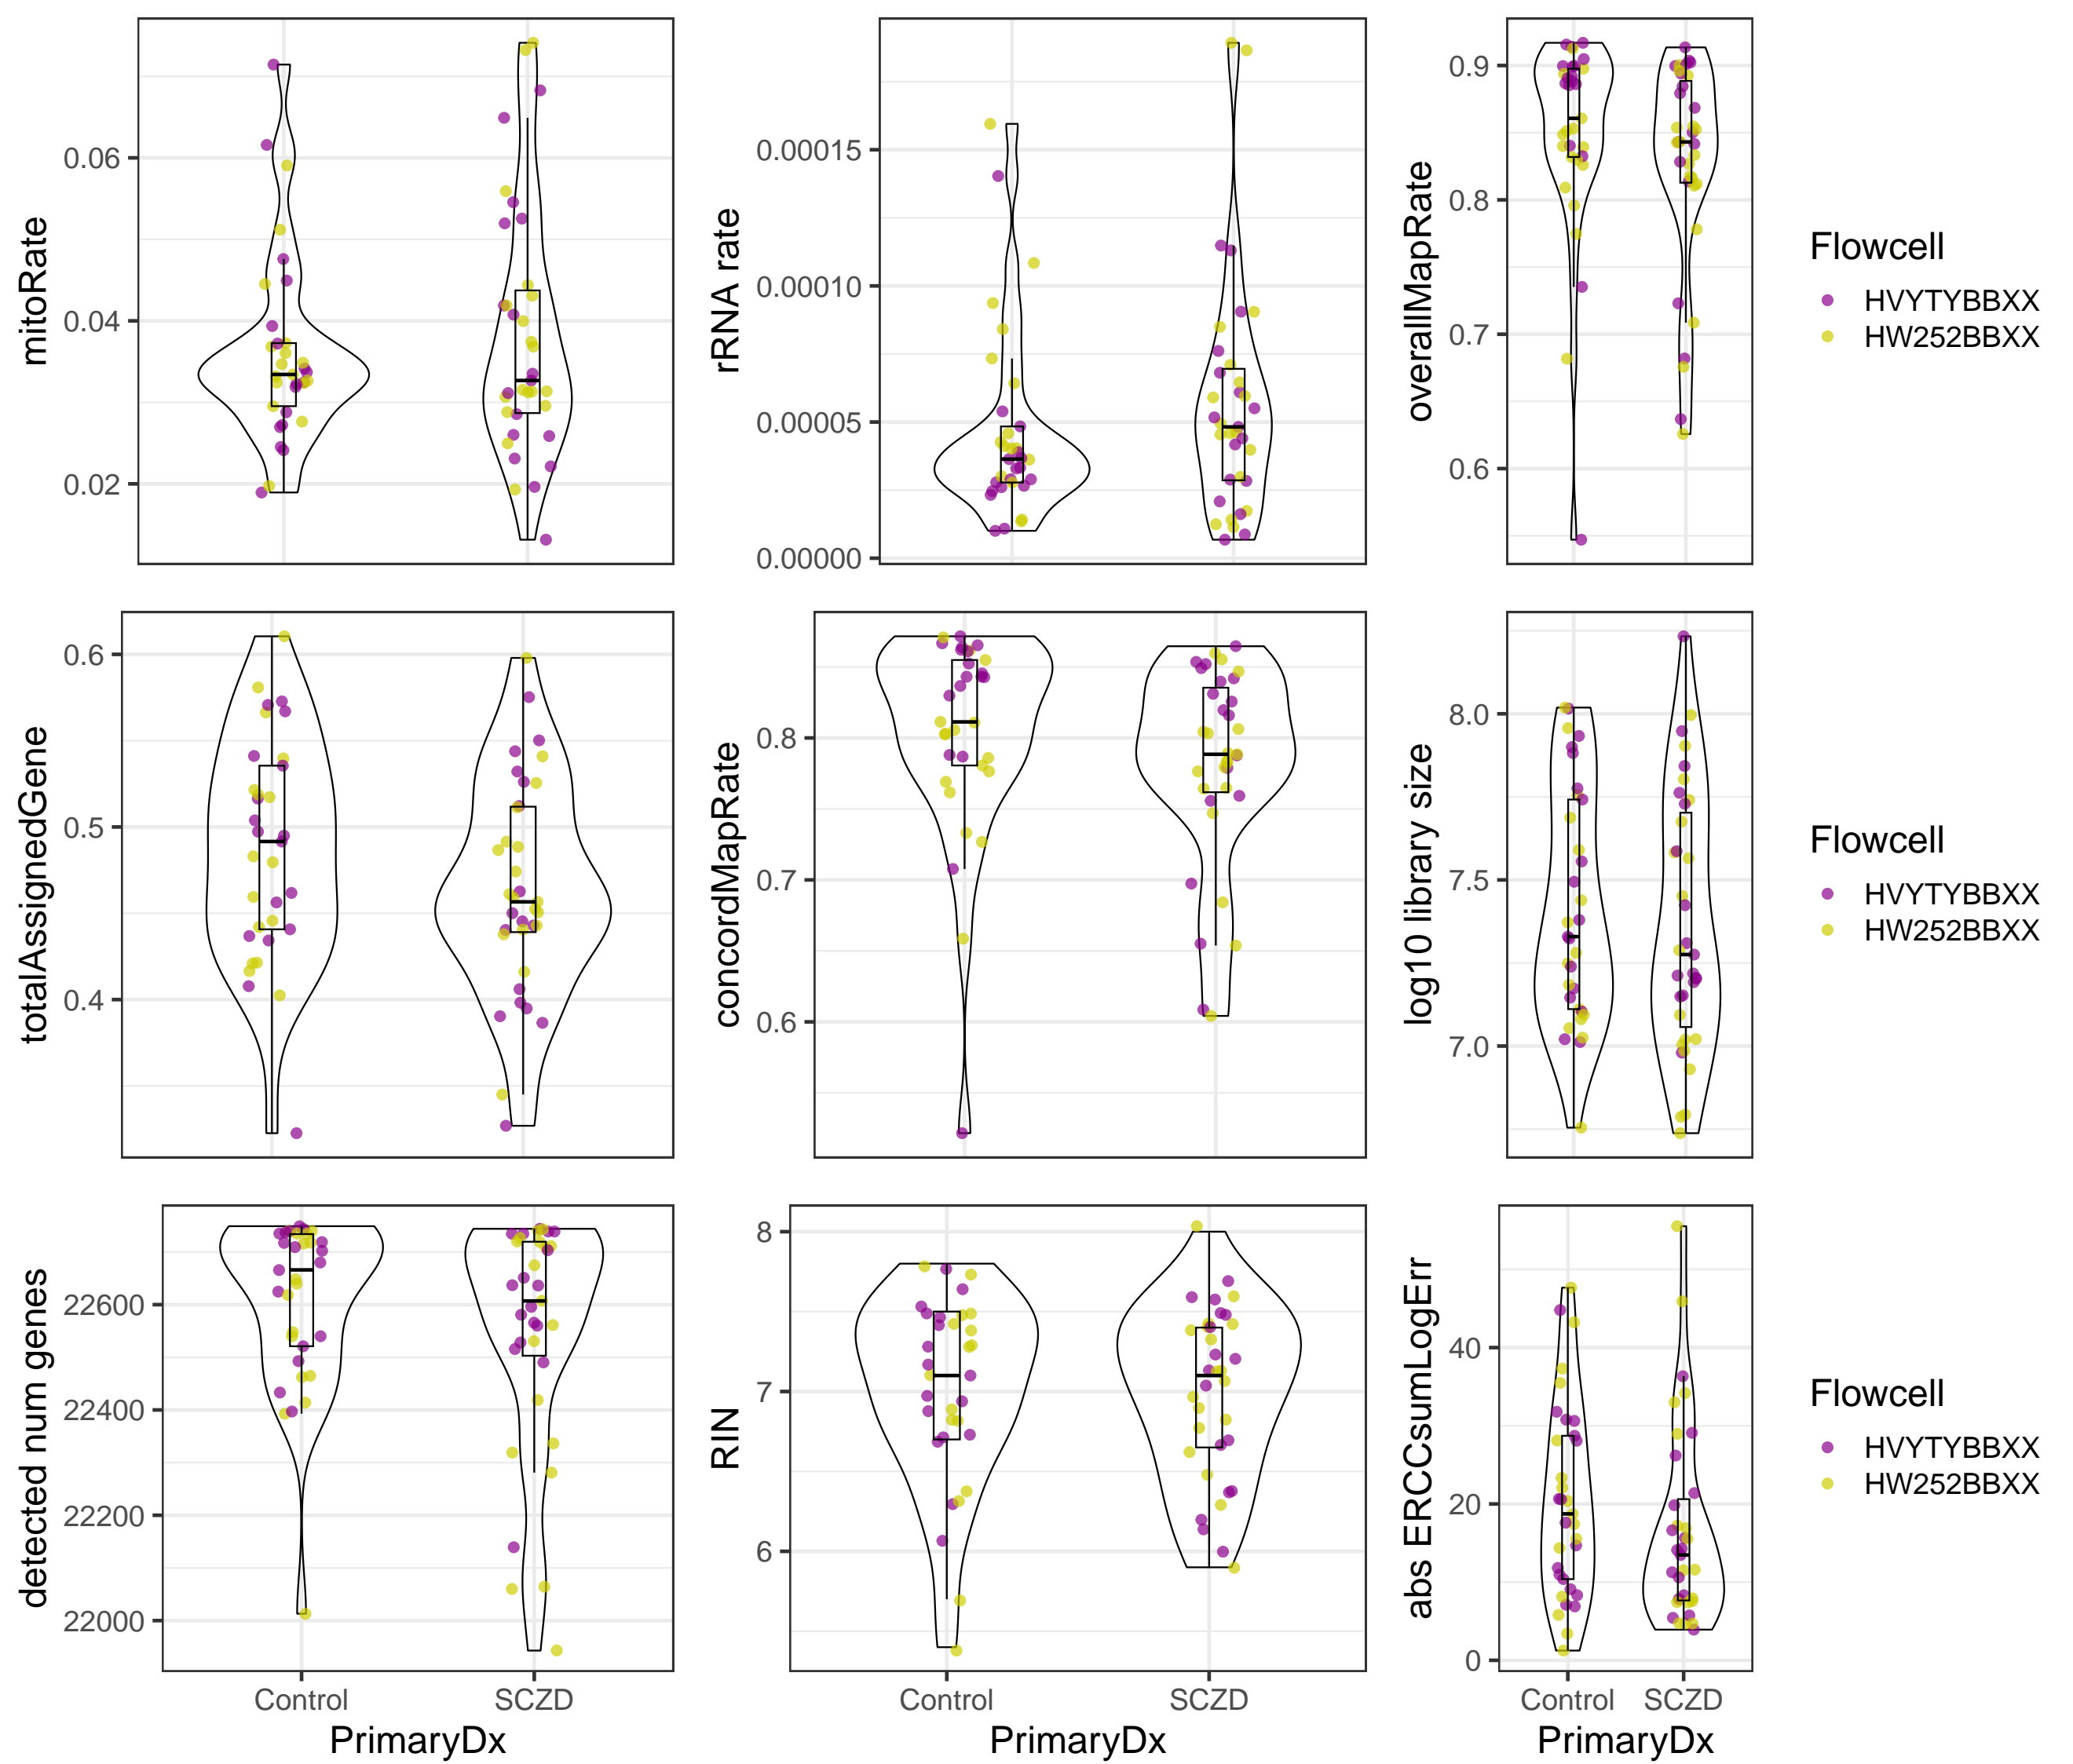 mitoRate
0.06
0.04
0.02
rRNA rate
0.00015
0.00010
0.00005
0.00000
overallMapRate
0.9
0.8
0.7
0.6
Flowcell
HVYTYBBXX
HW252BBXX
totalAssignedGene
0.6
0.5
0.4
concordMapRate
0.8
0.7
0.6
log10 library size
8.0
7.5
7.0
Flowcell
HVYTYBBXX
HW252BBXX
detected num genes
22600
22400
22200
22000
Control
SCZD
PrimaryDx
RIN
8
7
6
Control
SCZD
PrimaryDx
abs ERCCsumLogErr
40
20
0
Control
SCZD
PrimaryDx
Flowcell
HVYTYBBXX
HW252BBXX